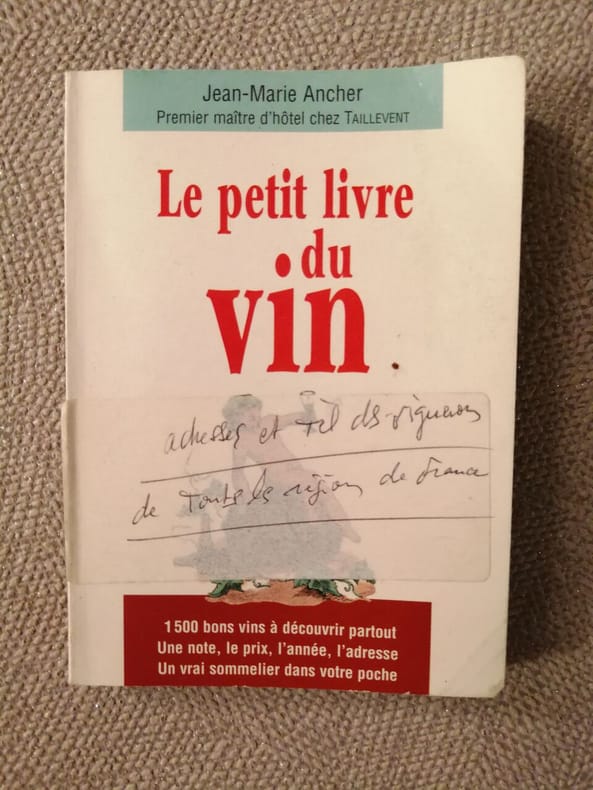 Jean-Marie Ancher
Premier maître d'hôtel chez TAILLEVENT
Le petit livre
du
vin
adresses et tél des vignerons
de toutes les régions de France
1500 bons vins à découvrir partout
Une note, le prix, l'année, l'adresse
Un vrai sommelier dans votre poche